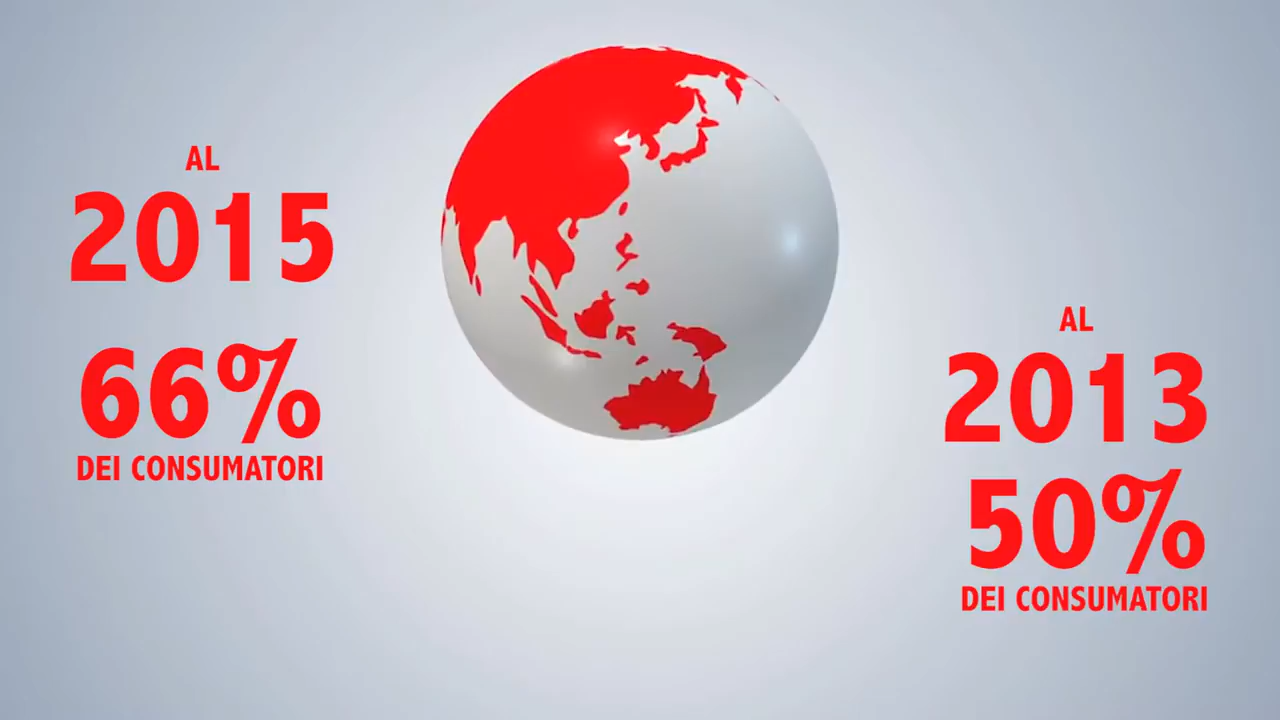 AL
2015
66%
DEI CONSUMATORI
AL
2013
50%
DEI CONSUMATORI